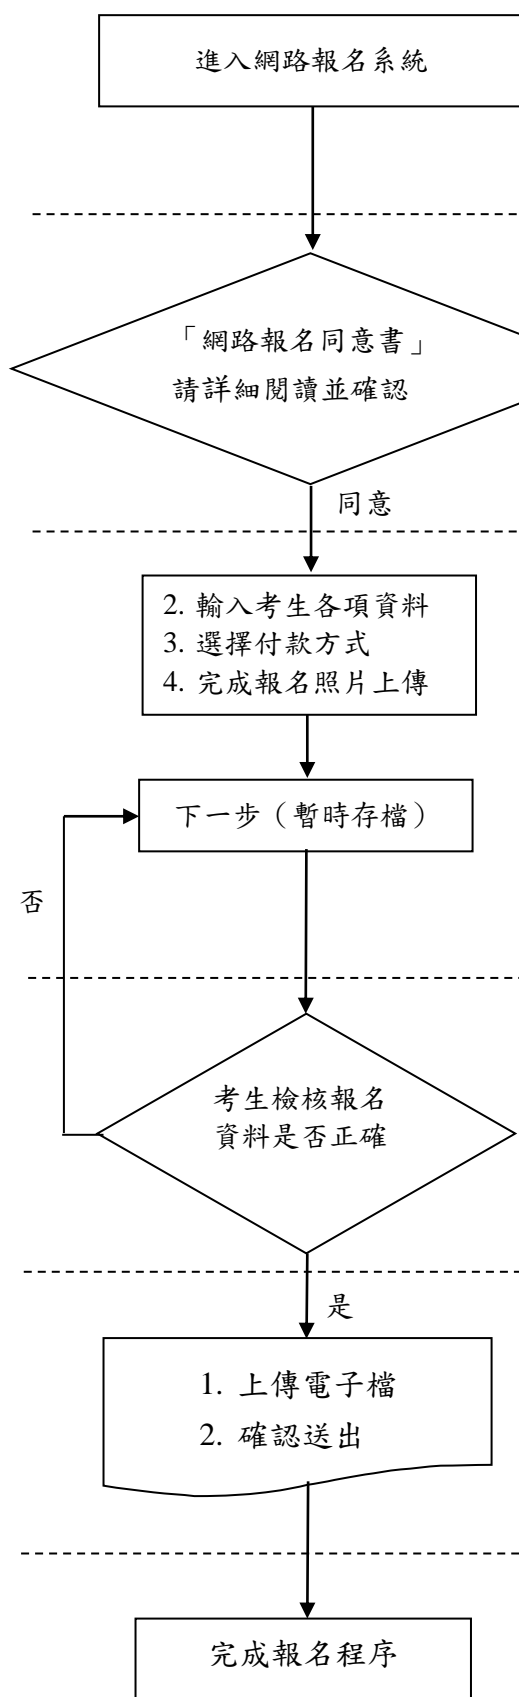 進入網路報名系統
「網路報名同意書」
請詳細閱讀並確認
同意
2. 輸入考生各項資料
3. 選擇付款方式
4. 完成報名照片上傳
下一步（暫時存檔）
否
考生檢核報名
資料是否正確
是
1. 上傳電子檔
2. 確認送出
完成報名程序